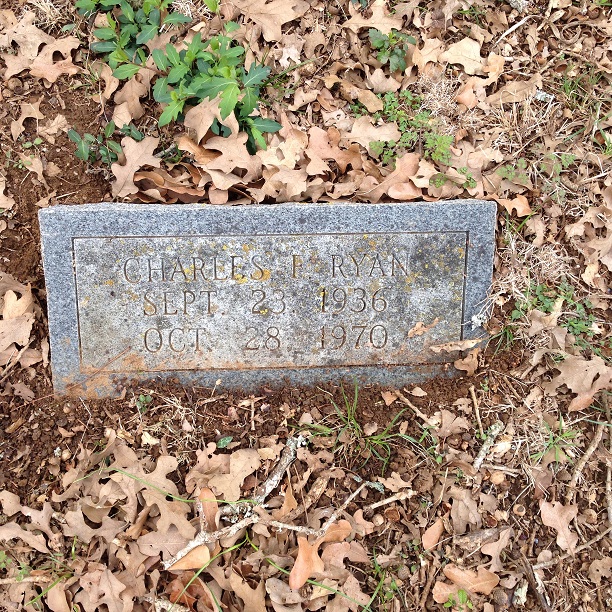 CHARLES F RYAN
SEPT 23 1936
OCT. 28 1970